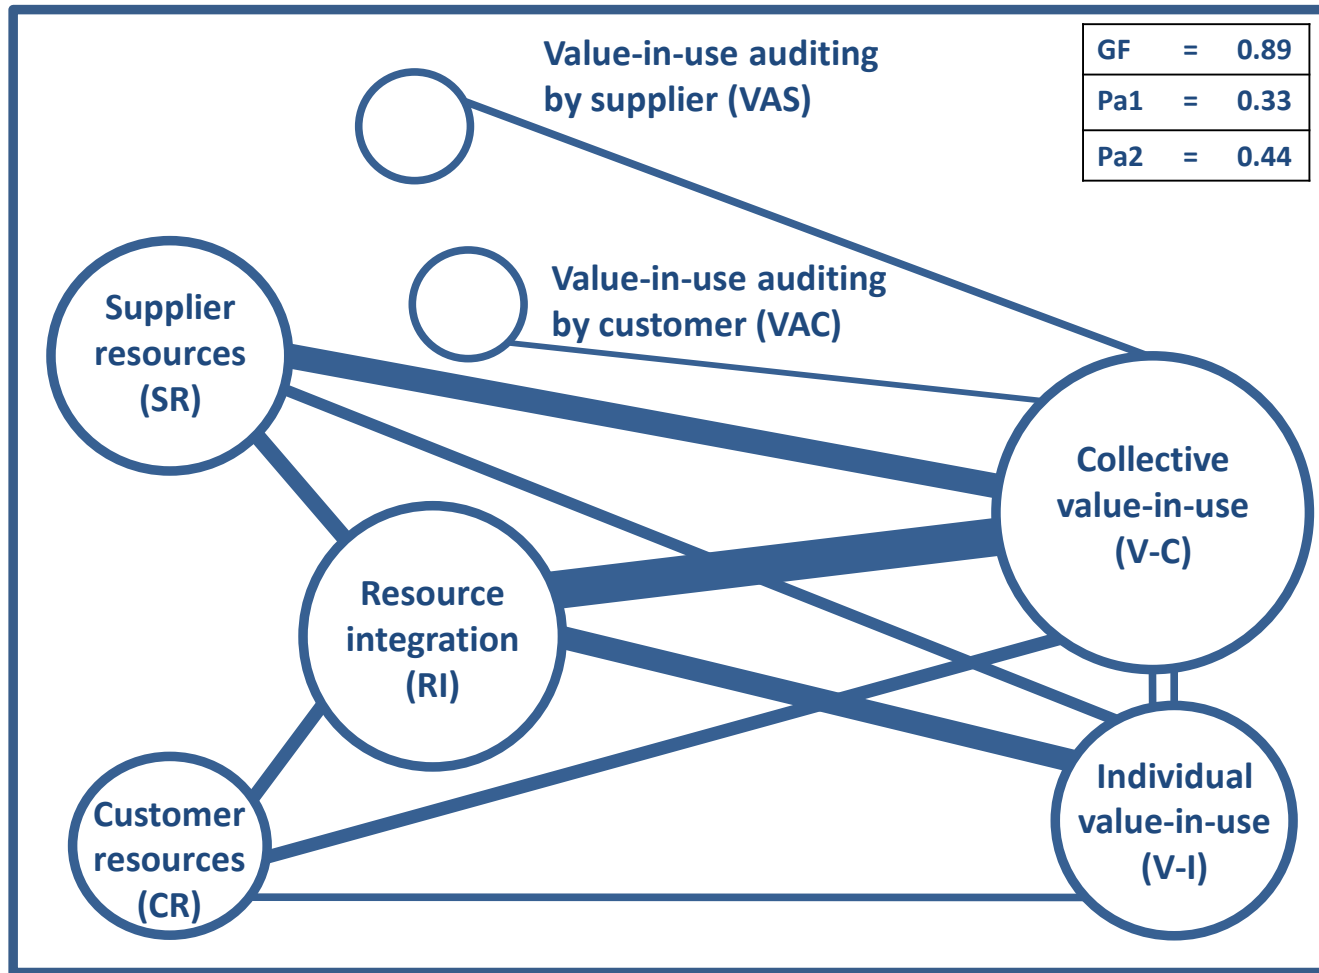 Value-in-use auditing
by supplier (VAS)
GF = 0.89
Pa1 = 0.33
Pa2 = 0.44
Value-in-use auditing
by customer (VAC)
Supplier
resources
(SR)
Collective
value-in-use
(V-C)
Resource
integration
(RI)
Customer
resources
(CR)
Individual
value-in-use
(V-I)